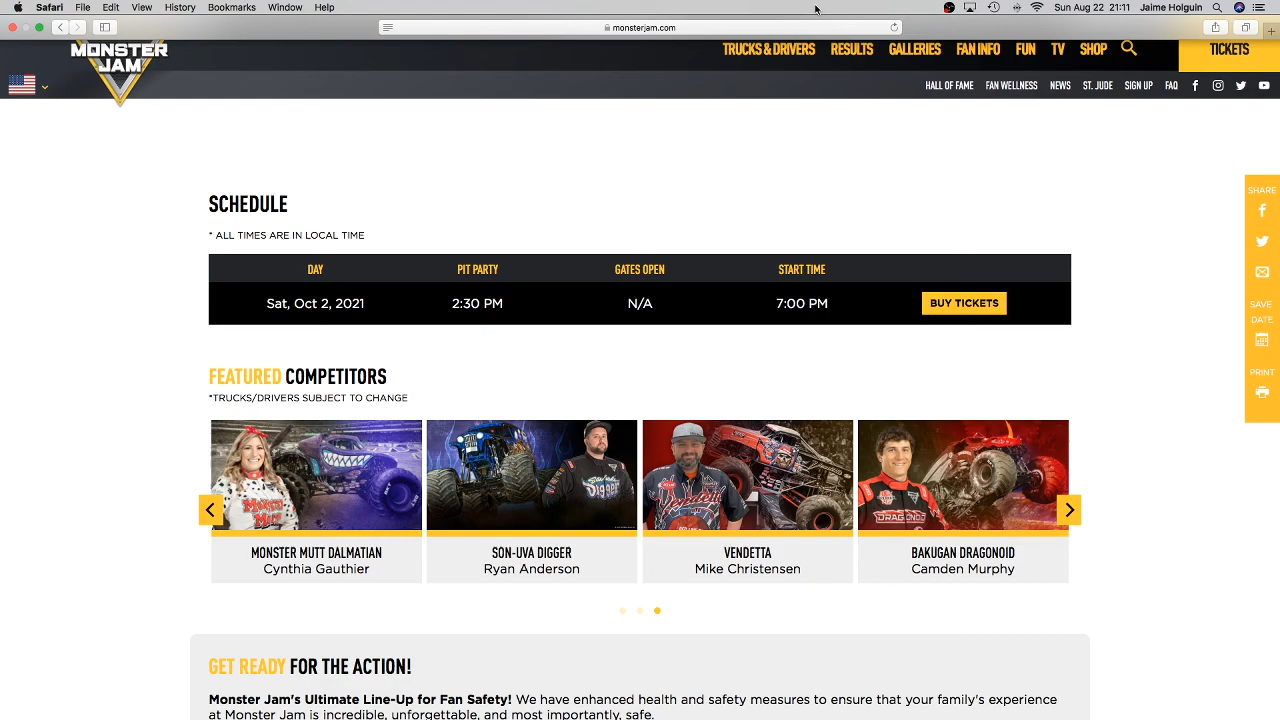 Safari File Edit View History Bookmarks Window Help Sun Aug 22 21:11 Jaime Holguin
monsterjam.com
MONSTER JAM
TRUCKS & DRIVERS RESULTS GALLERIES FAN INFO FUN TV SHOP TICKETS
HALL OF FAME FAN WELLNESS NEWS ST. JUDE SIGN UP FAQ
SHARE
SAVE
DATE
PRINT
SCHEDULE
* ALL TIMES ARE IN LOCAL TIME
DAY PIT PARTY GATES OPEN START TIME
Sat, Oct 2, 2021 2:30 PM N/A 7:00 PM BUY TICKETS
FEATURED COMPETITORS
*TRUCKS/DRIVERS SUBJECT TO CHANGE
MONSTER MUTT DALMATIAN
Cynthia Gauthier
SON-UVA DIGGER
Ryan Anderson
VENDETTA
Mike Christensen
BAKUGAN DRAGONOID
Camden Murphy
GET READY FOR THE ACTION!
Monster Jam's Ultimate Line-Up for Fan Safety! We have enhanced health and safety measures to ensure that your family's experience
at Monster Jam is incredible, unforgettable, and most importantly, safe.